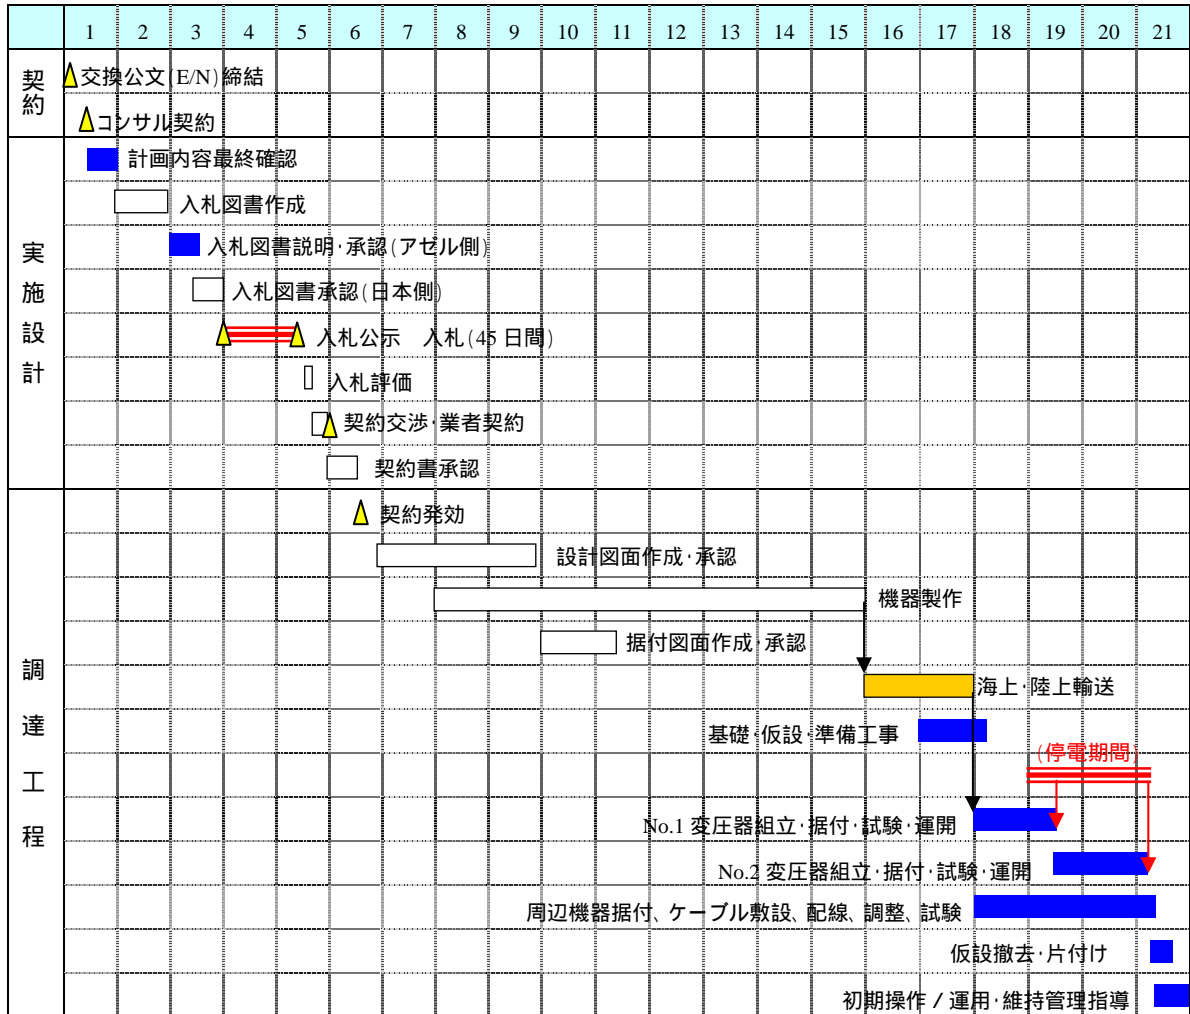 1 2 3 4 5 6 7 8 9 10 11 12 13 14 15 16 17 18 19 20 21
契約
交換公文(E/N)締結
コンサル契約
実施設計
計画内容最終確認
入札図書作成
入札図書説明·承認(アゼル側)
入札図書承認(日本側)
入札公示　入札(45 日間)
入札評価
契約交渉·業者契約
契約書承認
調達工程
契約発効
設計図面作成·承認
機器製作
据付図面作成·承認
海上·陸上輸送
基礎·仮設·準備工事
(停電期間)
No.1 変圧器組立·据付·試験·運開
No.2 変圧器組立·据付·試験·運開
周辺機器据付、ケーブル敷設、配線、調整、試験
仮設撤去·片付け
初期操作 / 運用·維持管理指導